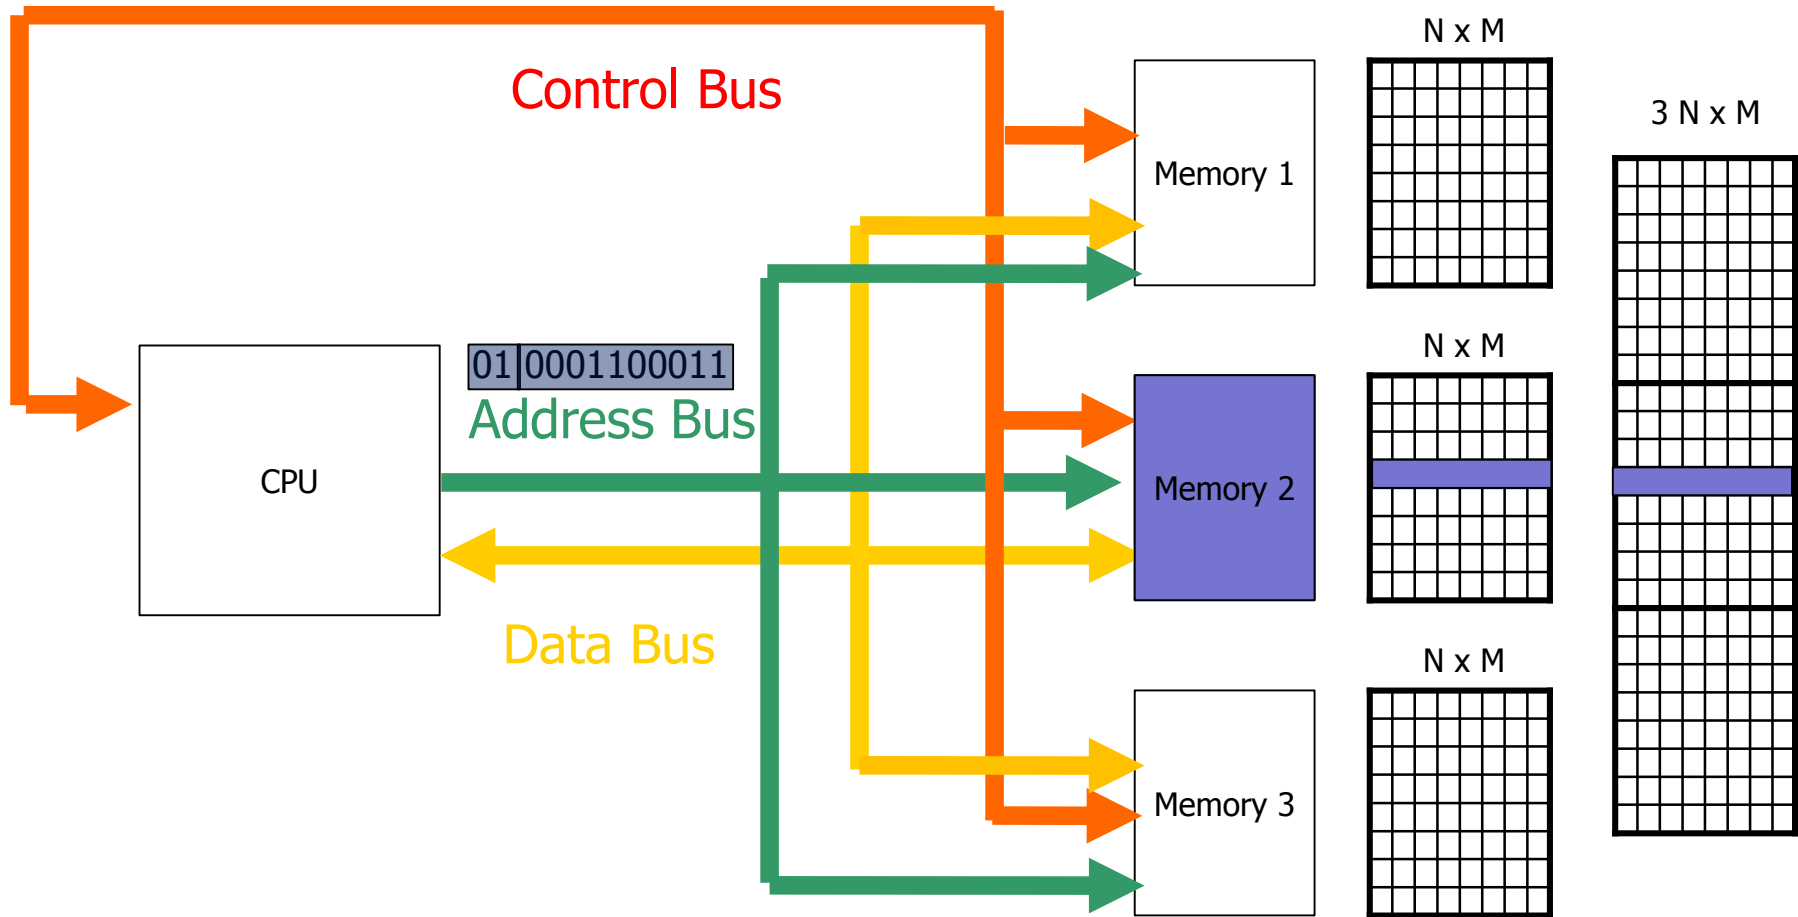 N x M
Control Bus
3 N x M
Memory 1
N x M
01 0001100011
Address Bus
CPU
Memory 2
Data Bus
N x M
Memory 3